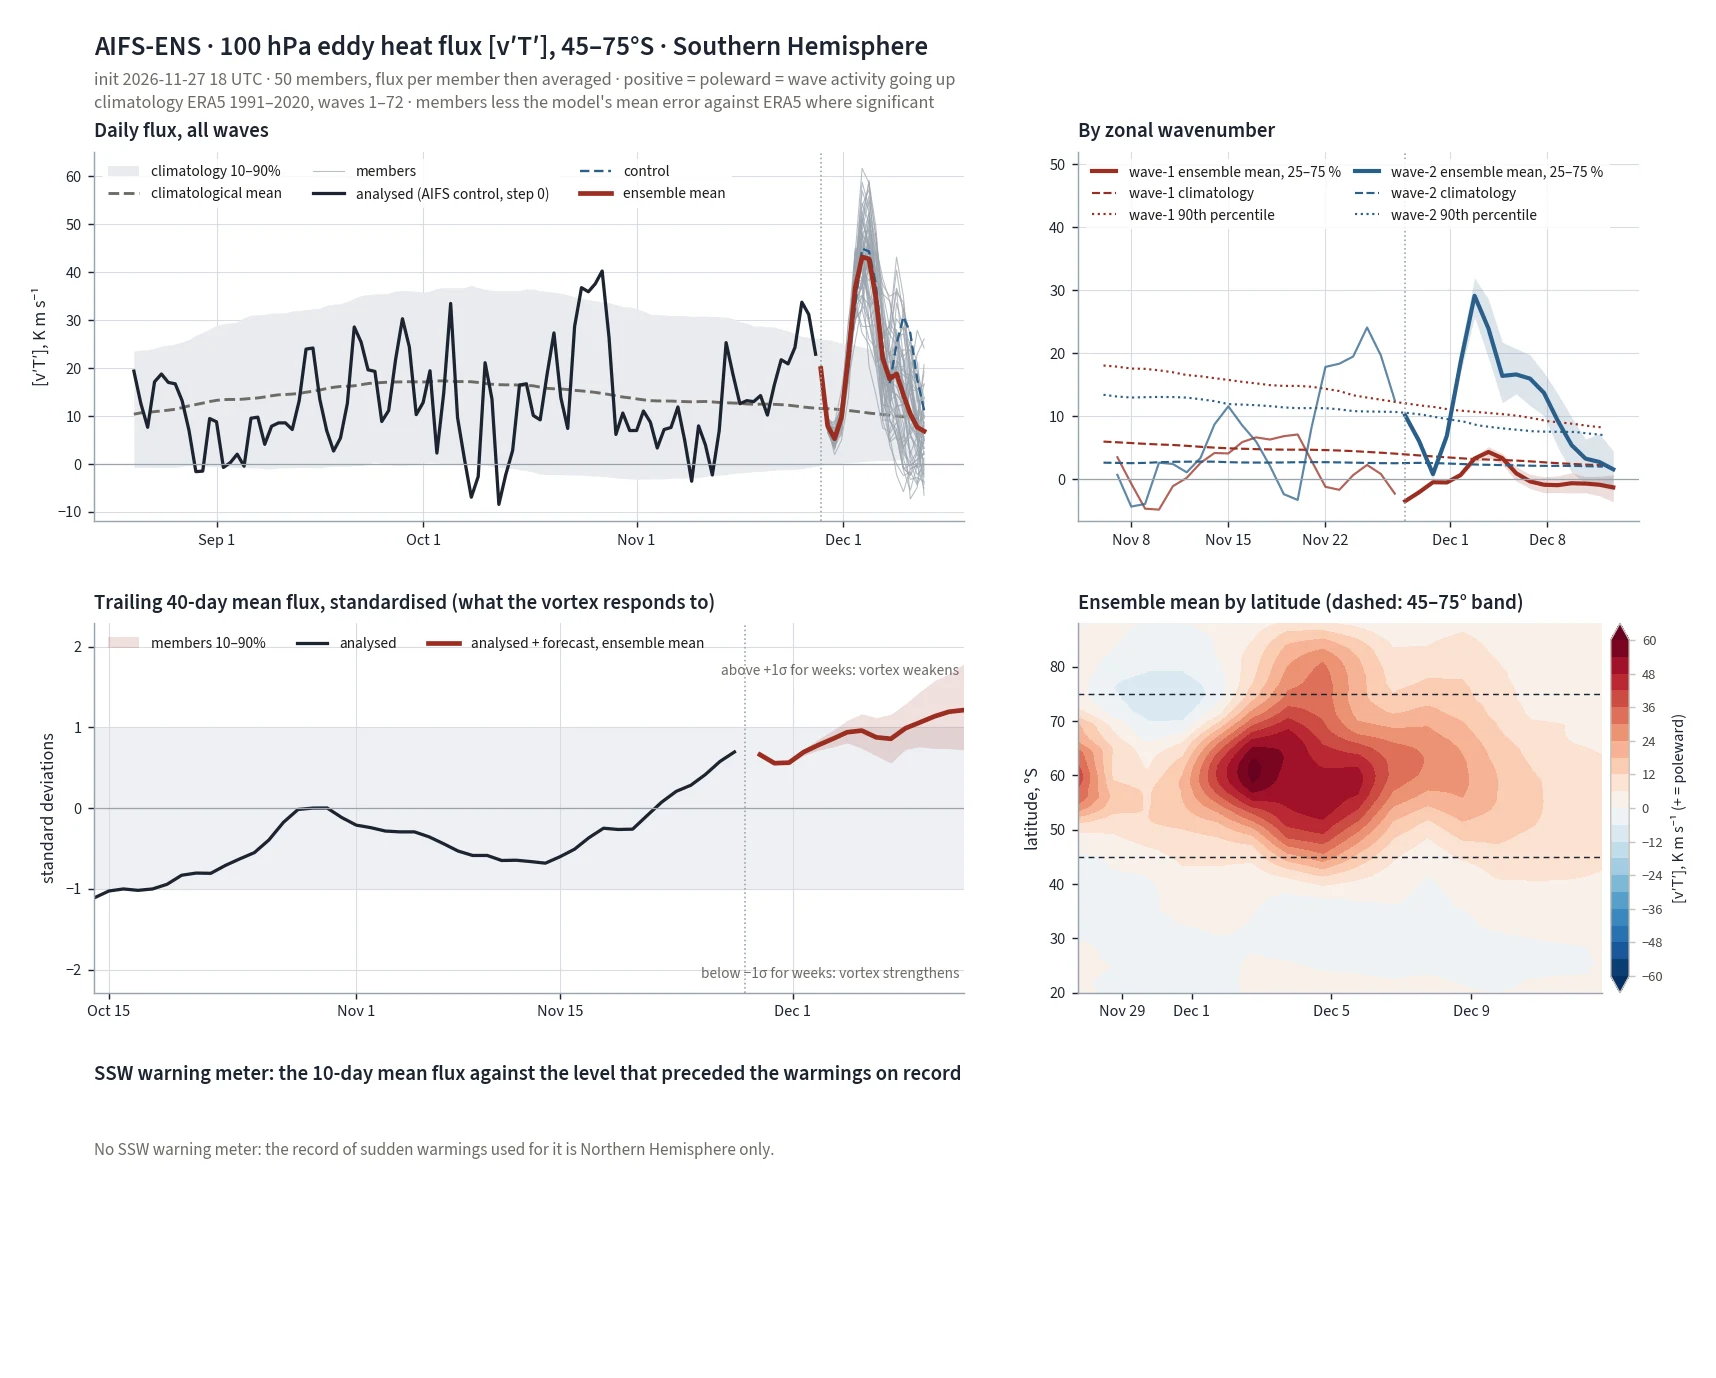 AIFS-ENS · 100 hPa eddy heat flux [v′T′], 45–75°S · Southern Hemisphere
init 2026-11-27 18 UTC · 50 members, flux per member then averaged · positive = poleward = wave activity going up
climatology ERA5 1991–2020, waves 1–72 · members less the model's mean error against ERA5 where significant
Daily flux, all waves
climatology 10–90%
members
control
climatological mean
analysed (AIFS control, step 0)
ensemble mean
[v′T′], K m s⁻¹
60
50
40
30
20
10
0
−10
Sep 1
Oct 1
Nov 1
Dec 1
By zonal wavenumber
wave-1 ensemble mean, 25–75 %
wave-2 ensemble mean, 25–75 %
wave-1 climatology
wave-2 climatology
wave-1 90th percentile
wave-2 90th percentile
50
40
30
20
10
0
Nov 8
Nov 15
Nov 22
Dec 1
Dec 8
Trailing 40-day mean flux, standardised (what the vortex responds to)
members 10–90%
analysed
analysed + forecast, ensemble mean
above +1σ for weeks: vortex weakens
below −1σ for weeks: vortex strengthens
standard deviations
2
1
0
−1
−2
Oct 15
Nov 1
Nov 15
Dec 1
Ensemble mean by latitude (dashed: 45–75° band)
latitude, °S
80
70
60
50
40
30
20
Nov 29
Dec 1
Dec 5
Dec 9
60
48
36
24
12
0
−12
−24
−36
−48
−60
[v′T′], K m s⁻¹ (+ = poleward)
SSW warning meter: the 10-day mean flux against the level that preceded the warmings on record
No SSW warning meter: the record of sudden warmings used for it is Northern Hemisphere only.